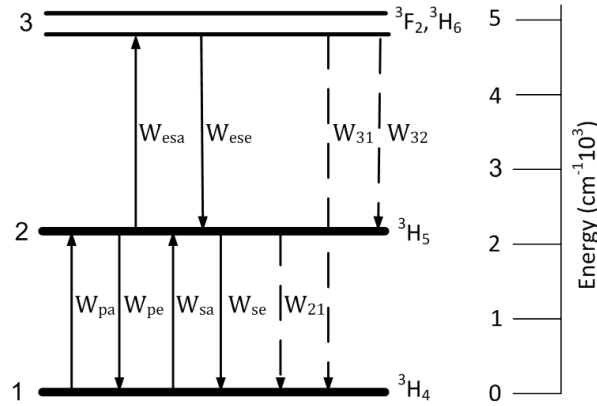 3
³F₂,³H₆
5
4
W_esa
W_ese
W_31
W_32
3
2
³H₅
2
W_pa
W_pe
W_sa
W_se
W_21
1
1
³H₄
0
Energy (cm⁻¹10³)